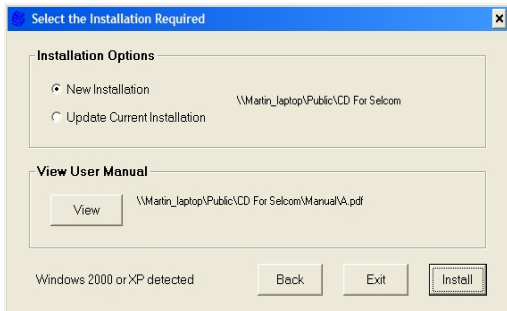 Select the Installation Required
Installation Options
New Installation
\\Martin_laptop\Public\CD For Selcom
Update Current Installation
View User Manual
View
\\Martin_laptop\Public\CD For Selcom\Manual\A.pdf
Windows 2000 or XP detected
Back
Exit
Install